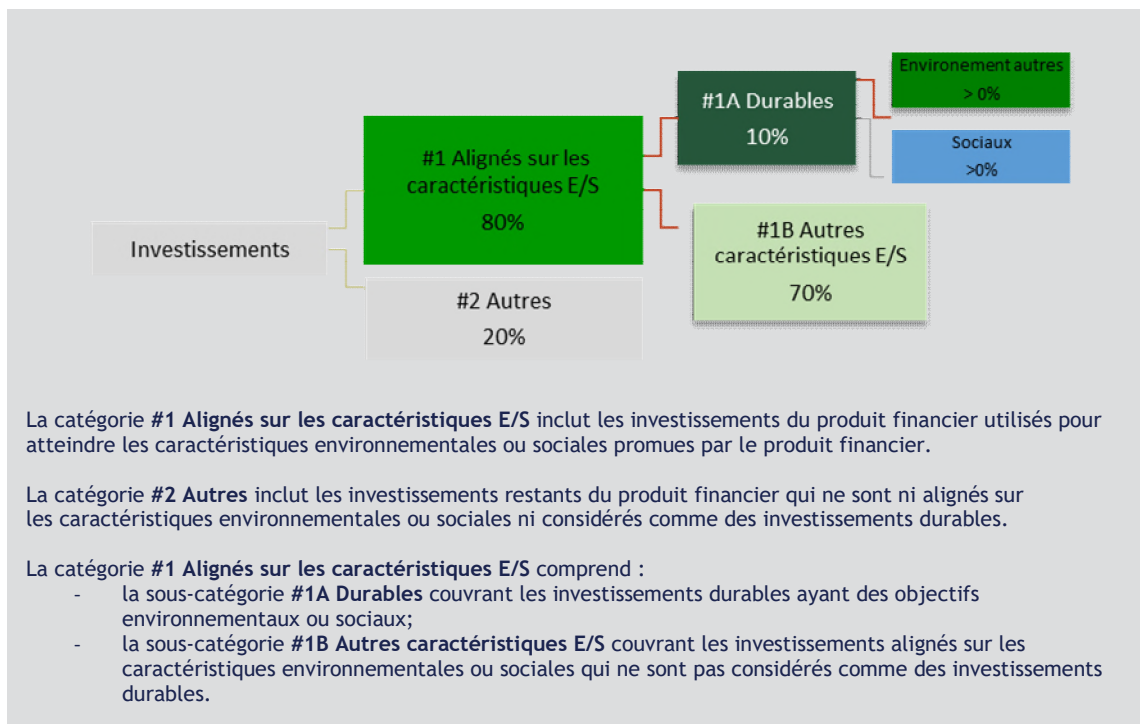 Environement autres
> 0%
#1A Durables
10%
Sociaux
>0%
#1 Alignés sur les
caractéristiques E/S
80%
#1B Autres
caractéristiques E/S
70%
Investissements
#2 Autres
20%
La catégorie #1 Alignés sur les caractéristiques E/S inclut les investissements du produit financier utilisés pour
atteindre les caractéristiques environnementales ou sociales promues par le produit financier.
La catégorie #2 Autres inclut les investissements restants du produit financier qui ne sont ni alignés sur
les caractéristiques environnementales ou sociales ni considérés comme des investissements durables.
La catégorie #1 Alignés sur les caractéristiques E/S comprend :
- la sous-catégorie #1A Durables couvrant les investissements durables ayant des objectifs
environnementaux ou sociaux;
- la sous-catégorie #1B Autres caractéristiques E/S couvrant les investissements alignés sur les
caractéristiques environnementales ou sociales qui ne sont pas considérés comme des investissements
durables.